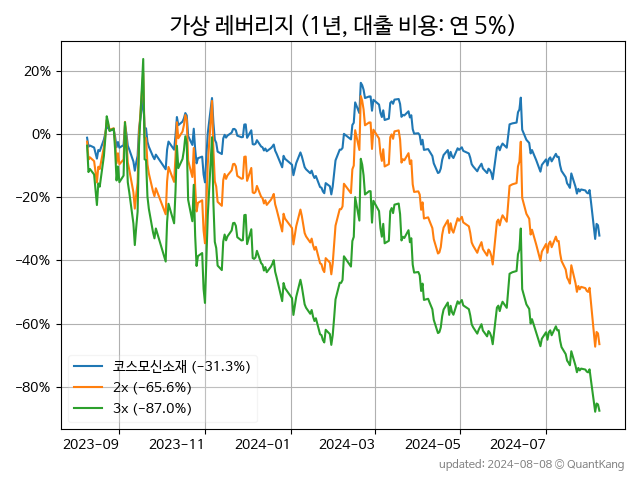 가상 레버리지 (1년, 대출 비용: 연 5%)
20%
0%
−20%
−40%
−60%
−80%
코스모신소재 (−31.3%)
2x (−65.6%)
3x (−87.0%)
2023-09 2023-11 2024-01 2024-03 2024-05 2024-07
updated: 2024-08-08 © QuantKang